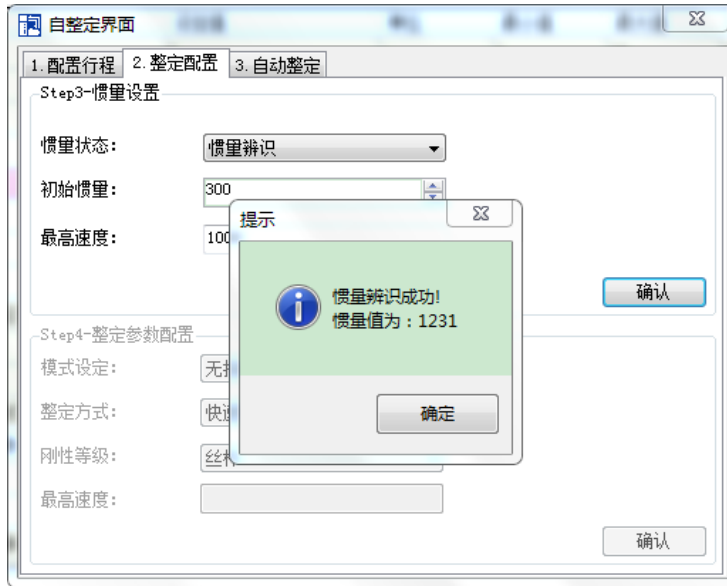 自整定界面
1.配置行程 2.整定配置 3.自动整定
Step3-惯量设置
惯量状态: 惯量辨识
初始惯量: 300
最高速度: 100
提示
惯量辨识成功!
惯量值为：1231
确定
确认
Step4-整定参数配置
模式设定:
整定方式:
刚性等级:
最高速度:
确认